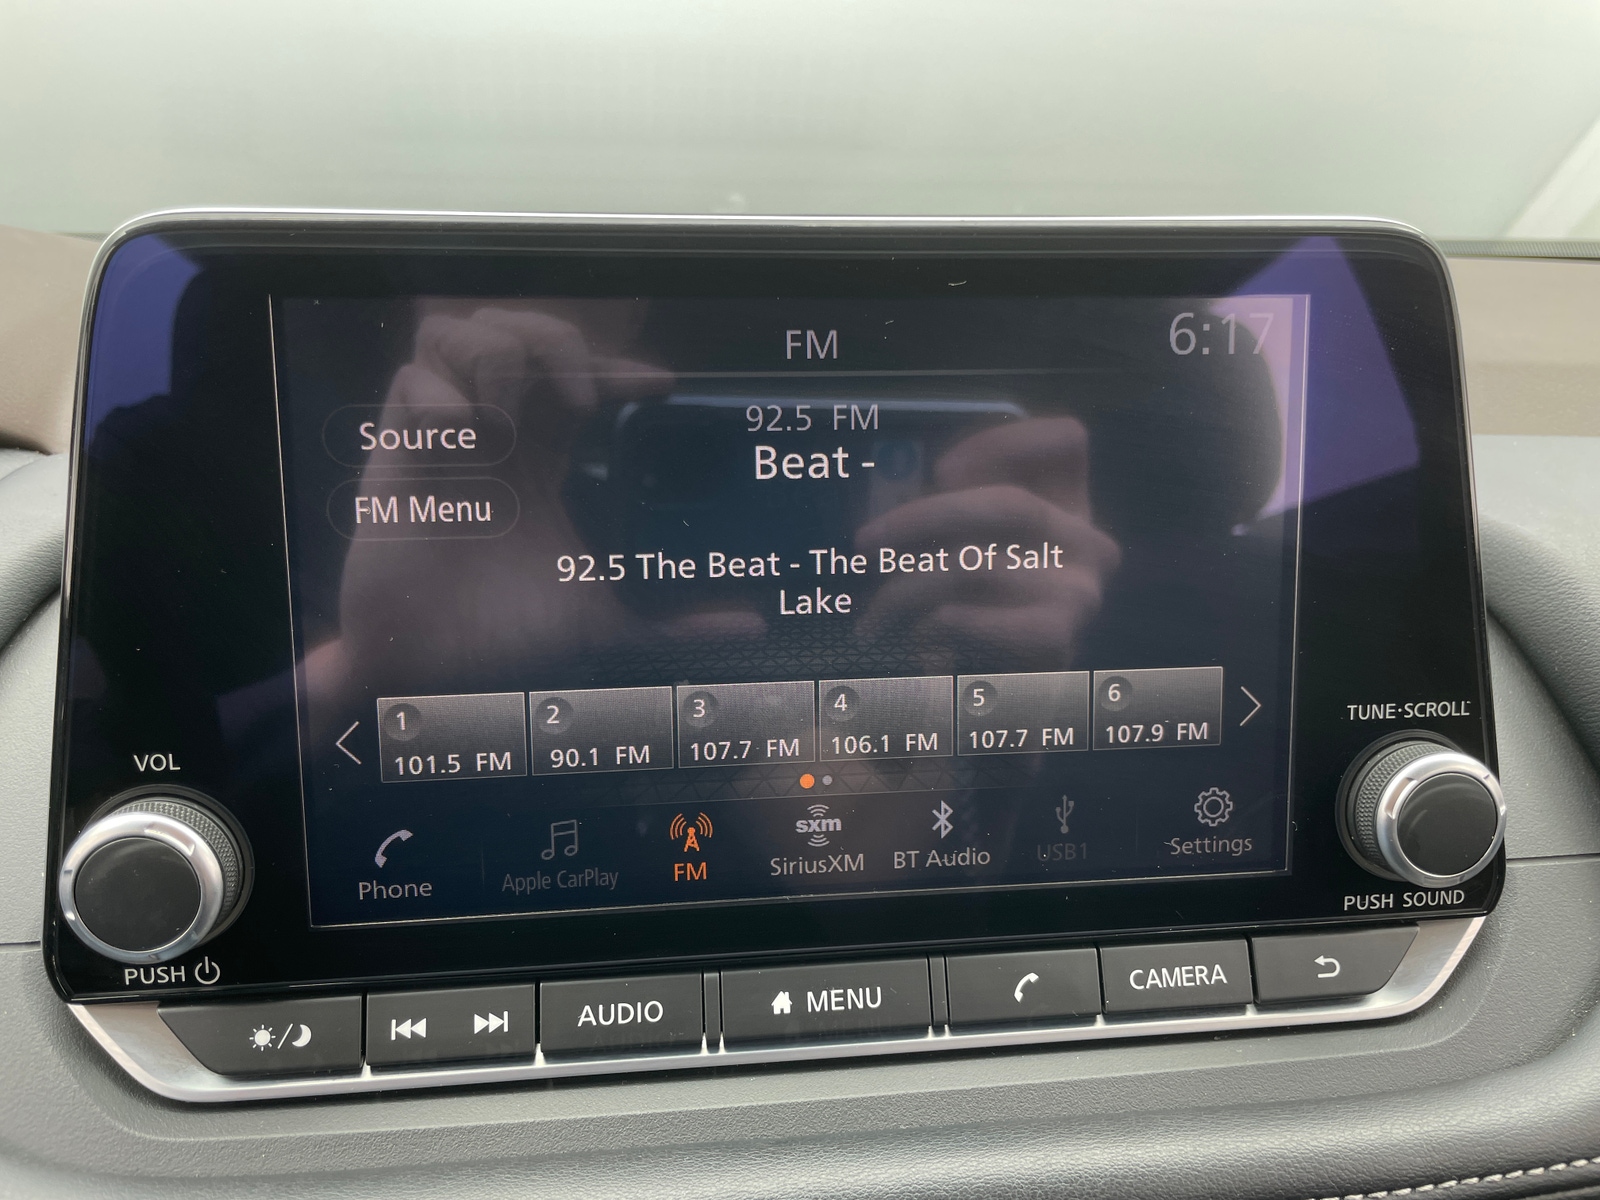 FM
6:17
92.5 FM
Beat -
Source
FM Menu
92.5 The Beat - The Beat Of Salt
Lake
1
101.5 FM
2
90.1 FM
3
107.7 FM
4
106.1 FM
5
107.7 FM
6
107.9 FM
Phone
Apple CarPlay
FM
sxm
SiriusXM
BT Audio
USB1
Settings
VOL
PUSH
TUNE·SCROLL
PUSH SOUND
AUDIO
MENU
CAMERA